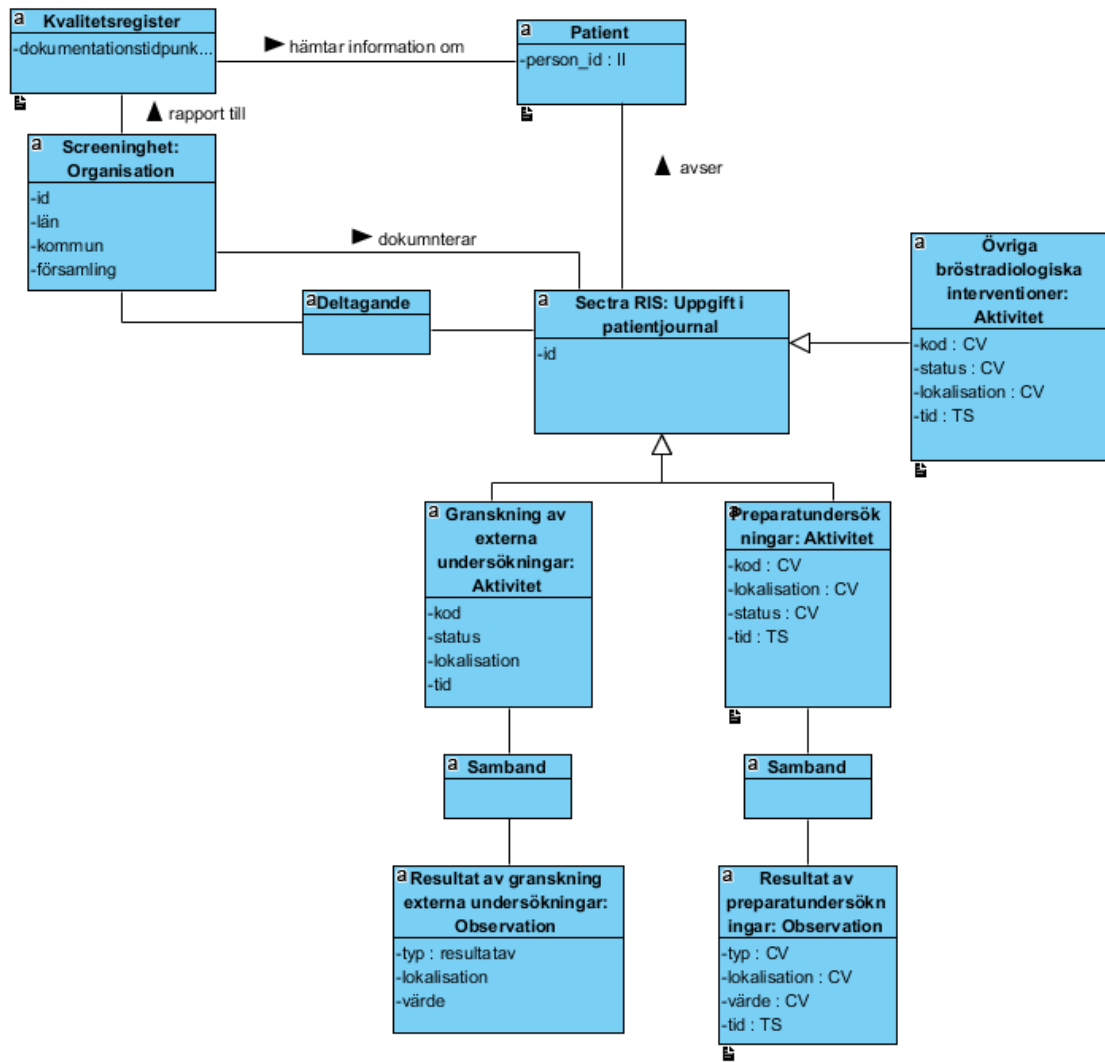 a Kvalitetsregister
-dokumentationstidpunk...
a Patient
-person_id : II
hämtar information om
rapport till
a Screeninghet:
Organisation
-id
-län
-kommun
-församling
avser
dokumnterar
a Övriga
bröstradiologiska
interventioner:
Aktivitet
-kod : CV
-status : CV
-lokalisation : CV
-tid : TS
a Deltagande
a Sectra RIS: Uppgift i
patientjournal
-id
a Granskning av
externa
undersökningar:
Aktivitet
-kod
-status
-lokalisation
-tid
a Preparatundersök
ningar: Aktivitet
-kod : CV
-lokalisation : CV
-status : CV
-tid : TS
a Samband
a Samband
a Resultat av granskning
externa undersökningar:
Observation
-typ : resultatav
-lokalisation
-värde
a Resultat av
preparatundersökn
ingar: Observation
-typ : CV
-lokalisation : CV
-värde : CV
-tid : TS